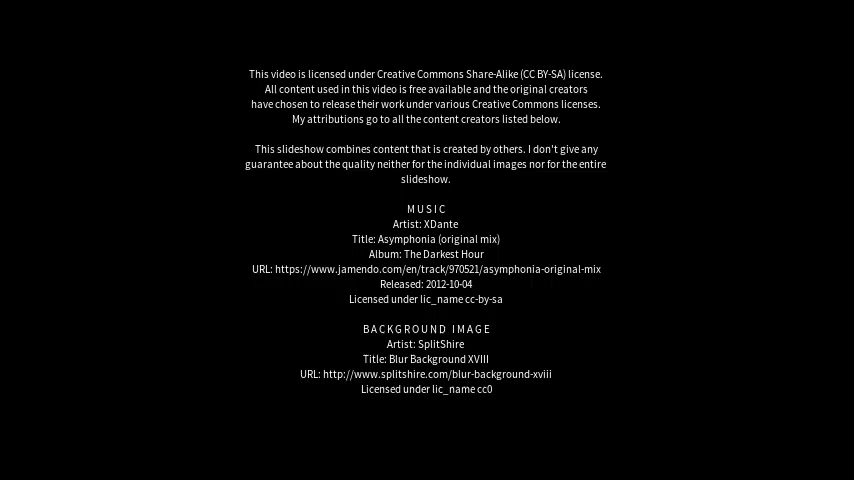 This video is licensed under Creative Commons Share-Alike (CC BY-SA) license.
All content used in this video is free available and the original creators
have chosen to release their work under various Creative Commons licenses.
My attributions go to all the content creators listed below.
This slideshow combines content that is created by others. I don't give any
guarantee about the quality neither for the individual images nor for the entire
slideshow.
MUSIC
Artist: XDante
Title: Asymphonia (original mix)
Album: The Darkest Hour
URL: https://www.jamendo.com/en/track/970521/asymphonia-original-mix
Released: 2012-10-04
Licensed under lic_name cc-by-sa
BACKGROUND IMAGE
Artist: SplitShire
Title: Blur Background XVIII
URL: http://www.splitshire.com/blur-background-xviii
Licensed under lic_name cc0